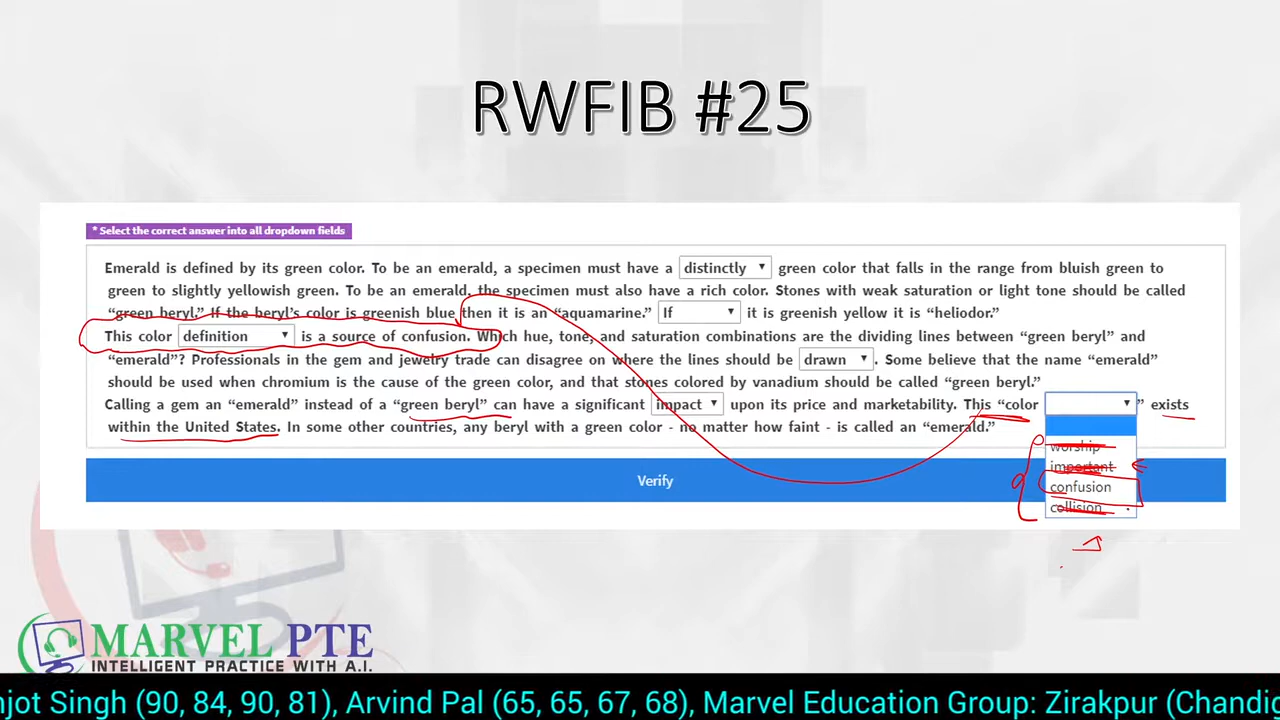 RWFIB #25
* Select the correct answer into all dropdown fields
Emerald is defined by its green color. To be an emerald, a specimen must have a distinctly green color that falls in the range from bluish green to
green to slightly yellowish green. To be an emerald, the specimen must also have a rich color. Stones with weak saturation or light tone should be called
“green beryl.” If the beryl’s color is greenish blue then it is an “aquamarine.” If it is greenish yellow it is “heliodor.”
This color definition is a source of confusion. Which hue, tone, and saturation combinations are the dividing lines between “green beryl” and
“emerald”? Professionals in the gem and jewelry trade can disagree on where the lines should be drawn. Some believe that the name “emerald”
should be used when chromium is the cause of the green color, and that stones colored by vanadium should be called “green beryl.”
Calling a gem an “emerald” instead of a “green beryl” can have a significant impact upon its price and marketability. This “color ” exists
within the United States. In some other countries, any beryl with a green color - no matter how faint - is called an “emerald.”
worship
important
confusion
collision
Verify
MARVEL PTE
INTELLIGENT PRACTICE WITH A.I.
njot Singh (90, 84, 90, 81), Arvind Pal (65, 65, 67, 68), Marvel Education Group: Zirakpur (Chandig